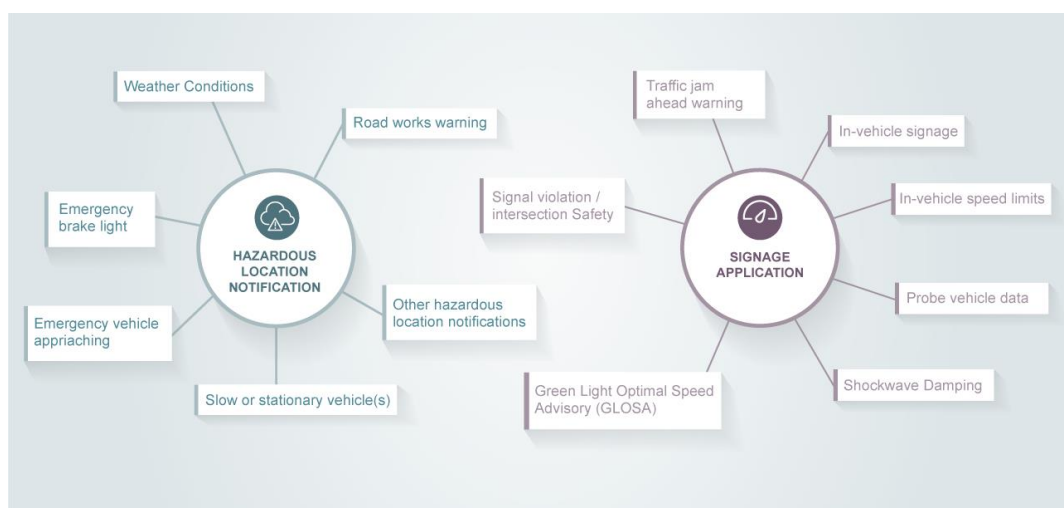 Weather Conditions
Road works warning
Emergency
brake light
HAZARDOUS
LOCATION
NOTIFICATION
Emergency vehicle
appriaching
Other hazardous
location notifications
Slow or stationary vehicle(s)
Traffic jam
ahead warning
In-vehicle signage
Signal violation /
intersection Safety
In-vehicle speed limits
SIGNAGE
APPLICATION
Probe vehicle data
Green Light Optimal Speed
Advisory (GLOSA)
Shockwave Damping